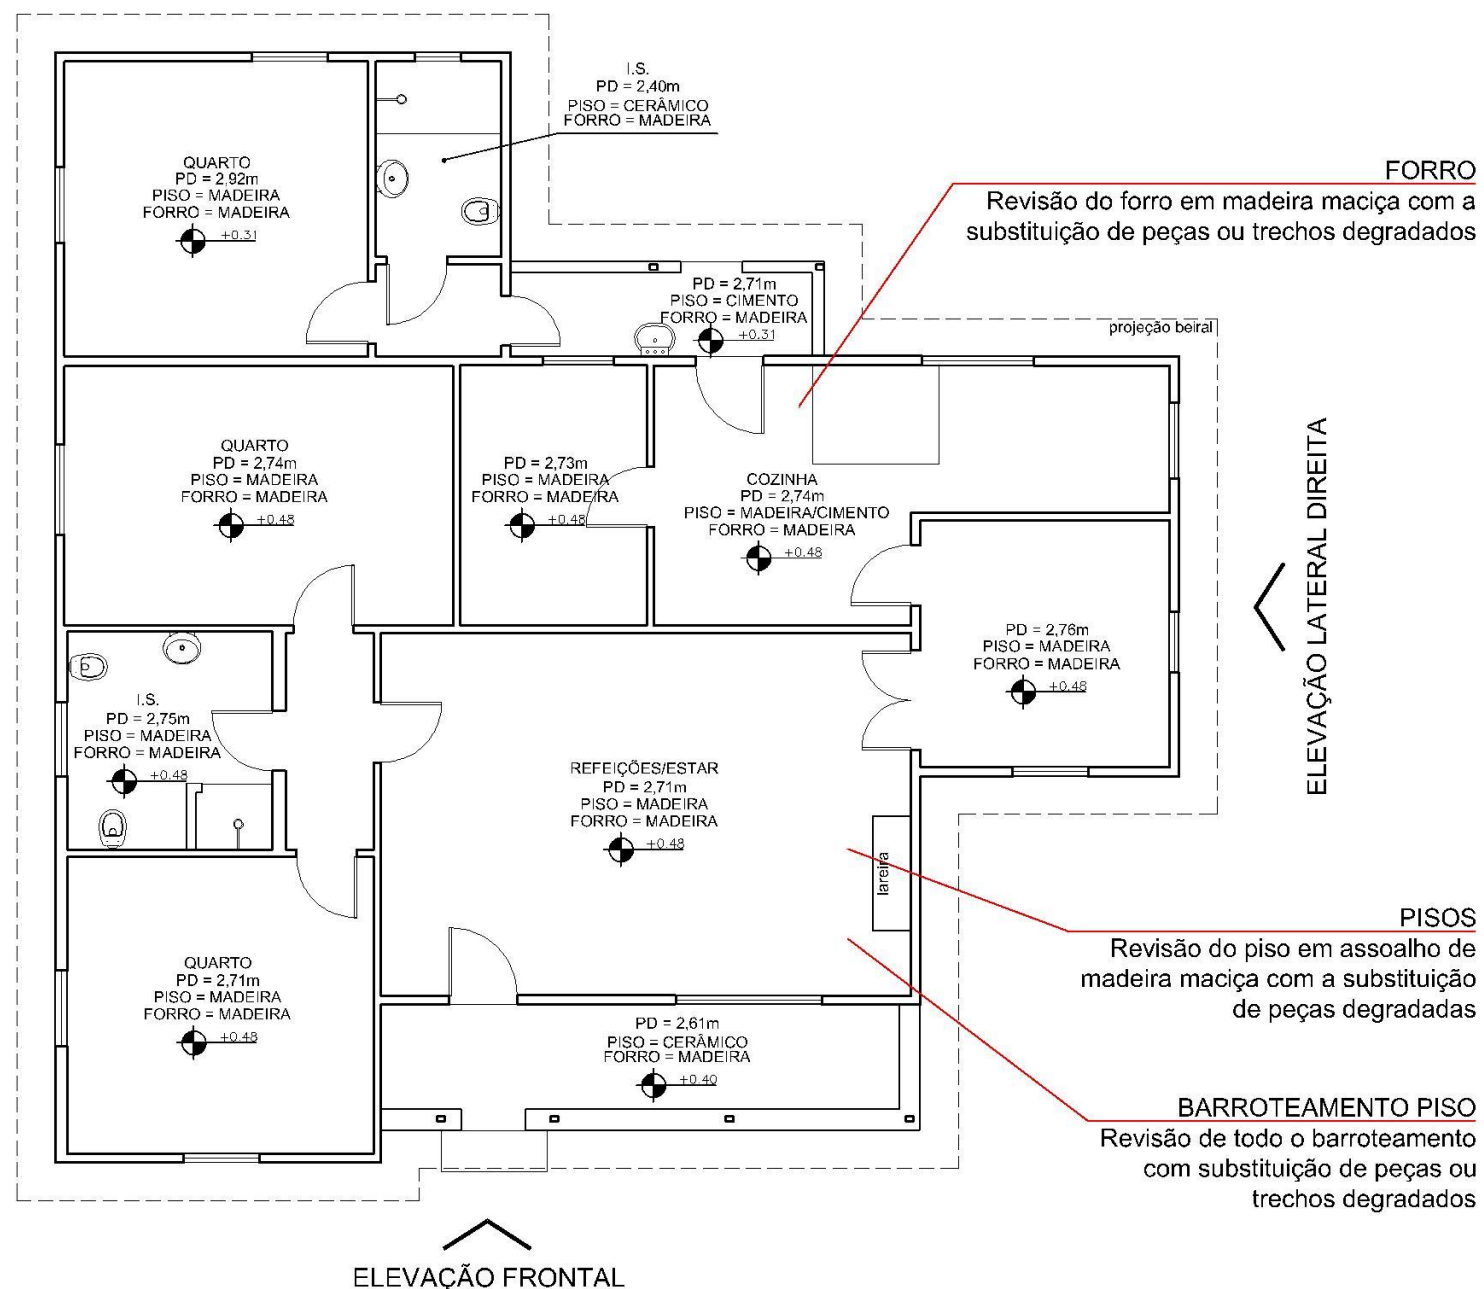 I.S.
PD = 2,40m
PISO = CERÂMICO
FORRO = MADEIRA
QUARTO
PD = 2,92m
PISO = MADEIRA
FORRO = MADEIRA
+0.31
FORRO
Revisão do forro em madeira maciça com a
substituição de peças ou trechos degradados
PD = 2,71m
PISO = CIMENTO
FORRO = MADEIRA
+0.31
projeção beiral
QUARTO
PD = 2,74m
PISO = MADEIRA
FORRO = MADEIRA
+0.48
PD = 2,73m
PISO = MADEIRA
FORRO = MADEIRA
+0.48
COZINHA
PD = 2,74m
PISO = MADEIRA/CIMENTO
FORRO = MADEIRA
+0.48
ELEVAÇÃO LATERAL DIREITA
PD = 2,76m
PISO = MADEIRA
FORRO = MADEIRA
+0.48
I.S.
PD = 2,75m
PISO = MADEIRA
FORRO = MADEIRA
+0.48
REFEIÇÕES/ESTAR
PD = 2,71m
PISO = MADEIRA
FORRO = MADEIRA
+0.48
lareira
PISOS
Revisão do piso em assoalho de
madeira maciça com a substituição
de peças degradadas
QUARTO
PD = 2,71m
PISO = MADEIRA
FORRO = MADEIRA
+0.48
PD = 2,61m
PISO = CERÂMICO
FORRO = MADEIRA
+0.40
BARROTEAMENTO PISO
Revisão de todo o barroteamento
com substituição de peças ou
trechos degradados
ELEVAÇÃO FRONTAL